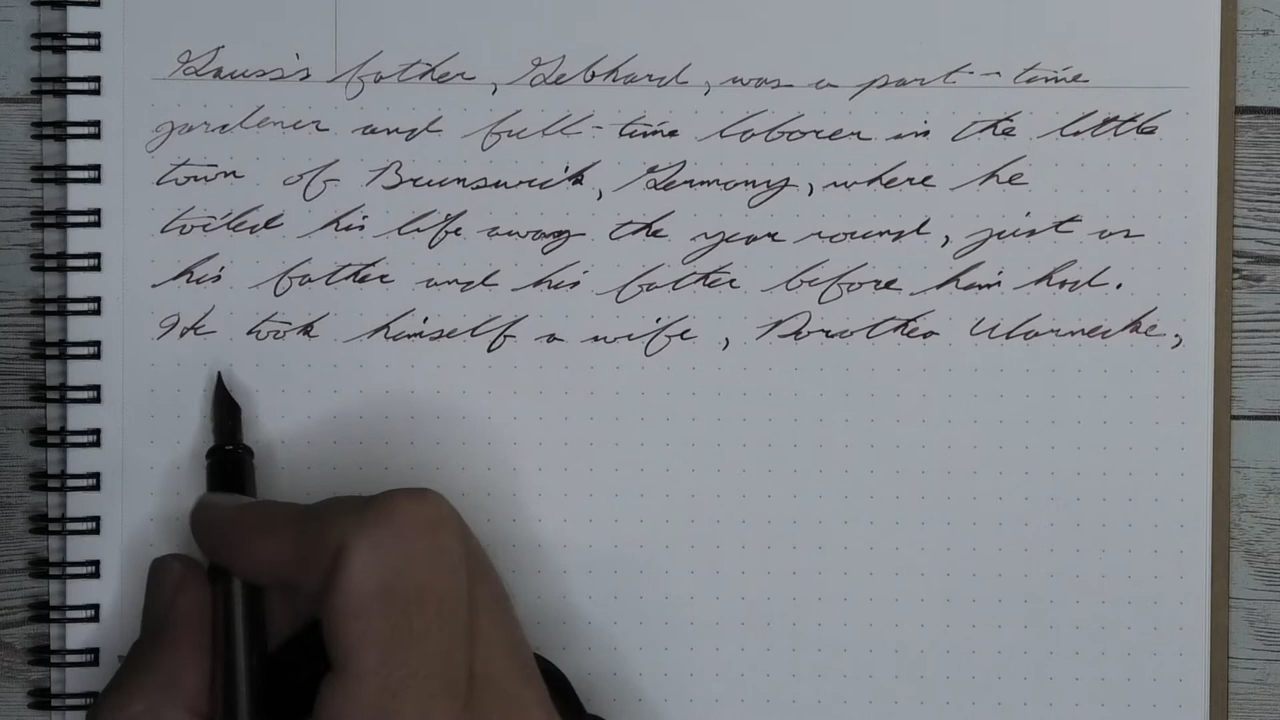 Gauss's father, Gebhard, was a part-time
gardener and full-time laborer in the little
town of Brunswick, Germany, where he
toiled his life away the year round, just as
his father and his father before him had.
He took himself a wife, Dorothea Warnecke,